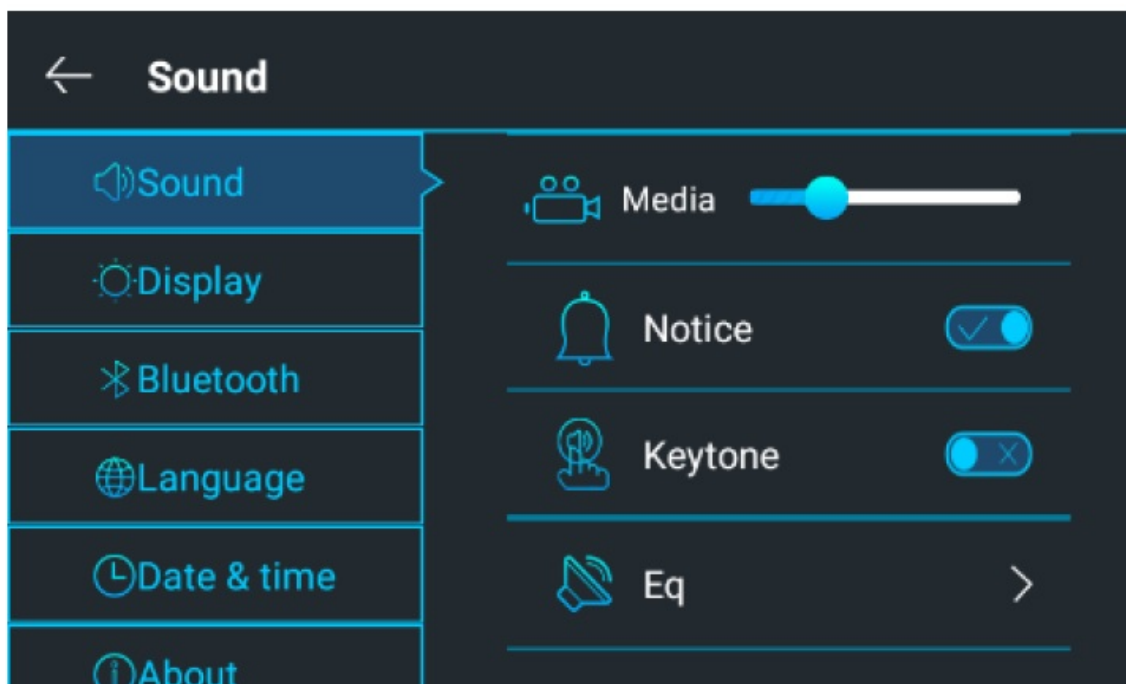 Sound
Sound
Display
Bluetooth
Language
Date & time
About
Media
Notice
Keytone
Eq